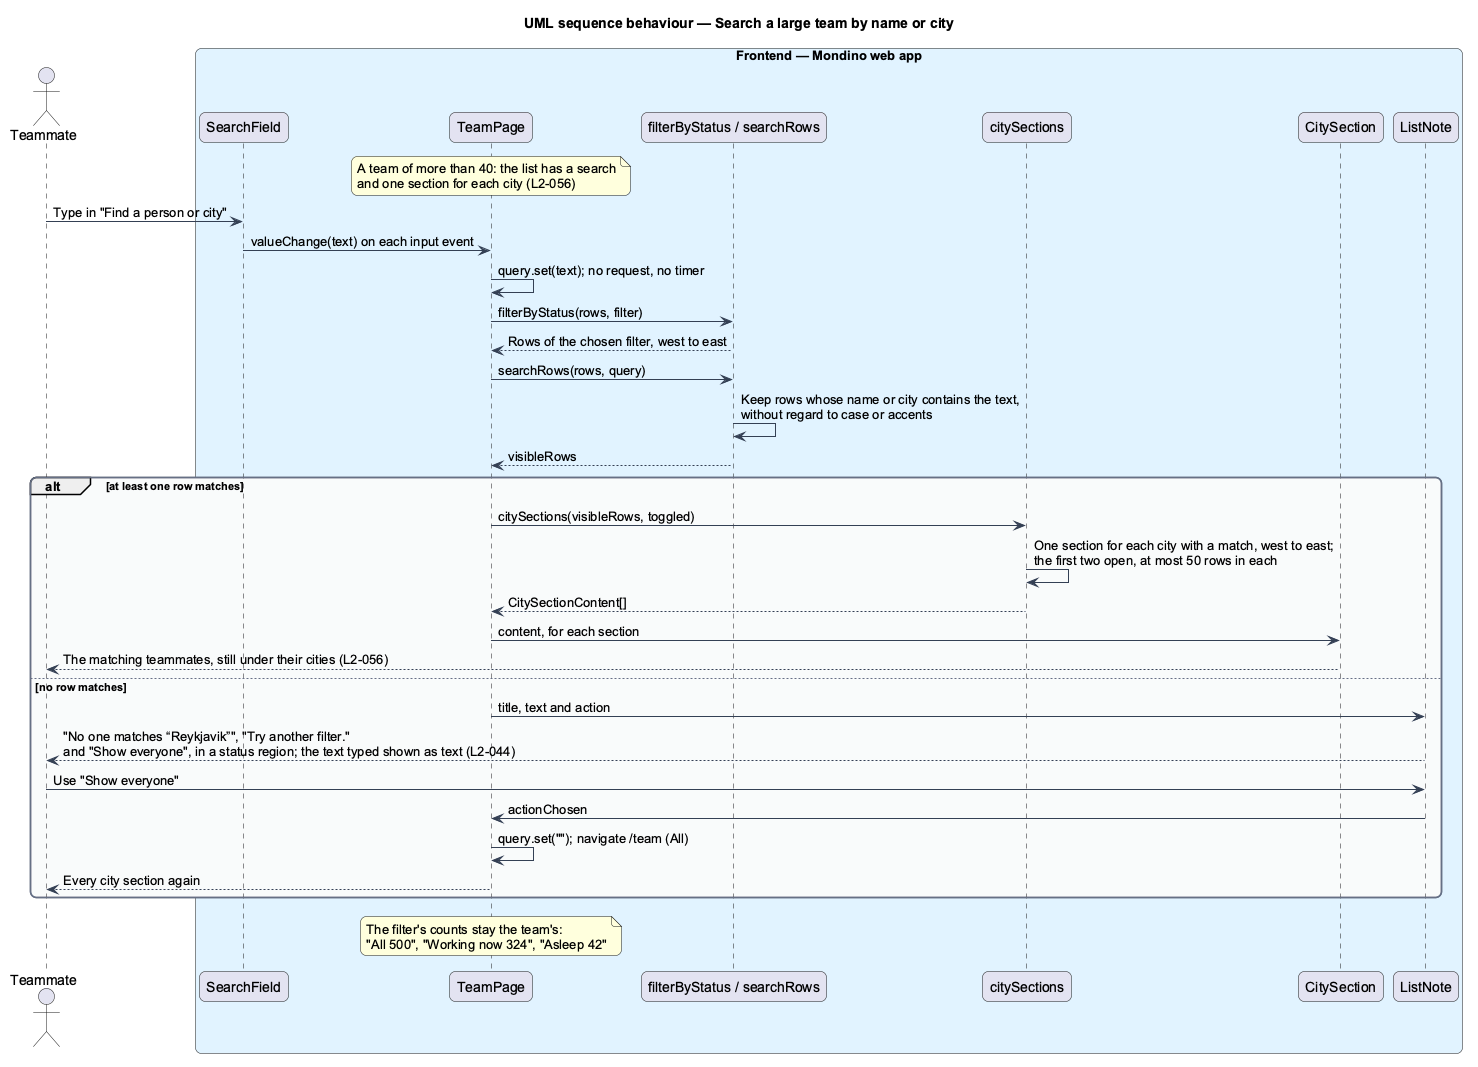 UML sequence behaviour — Search a large team by name or city
Frontend — Mondino web app
Teammate
SearchField
TeamPage
filterByStatus / searchRows
citySections
CitySection
ListNote
A team of more than 40: the list has a search
and one section for each city (L2-056)
Type in "Find a person or city"
valueChange(text) on each input event
query.set(text); no request, no timer
filterByStatus(rows, filter)
Rows of the chosen filter, west to east
searchRows(rows, query)
Keep rows whose name or city contains the text,
without regard to case or accents
visibleRows
alt
[at least one row matches]
citySections(visibleRows, toggled)
One section for each city with a match, west to east;
the first two open, at most 50 rows in each
CitySectionContent[]
content, for each section
The matching teammates, still under their cities (L2-056)
[no row matches]
title, text and action
"No one matches “Reykjavik”", "Try another filter."
and "Show everyone", in a status region; the text typed shown as text (L2-044)
Use "Show everyone"
actionChosen
query.set(""); navigate /team (All)
Every city section again
The filter's counts stay the team's:
"All 500", "Working now 324", "Asleep 42"
Teammate
SearchField
TeamPage
filterByStatus / searchRows
citySections
CitySection
ListNote